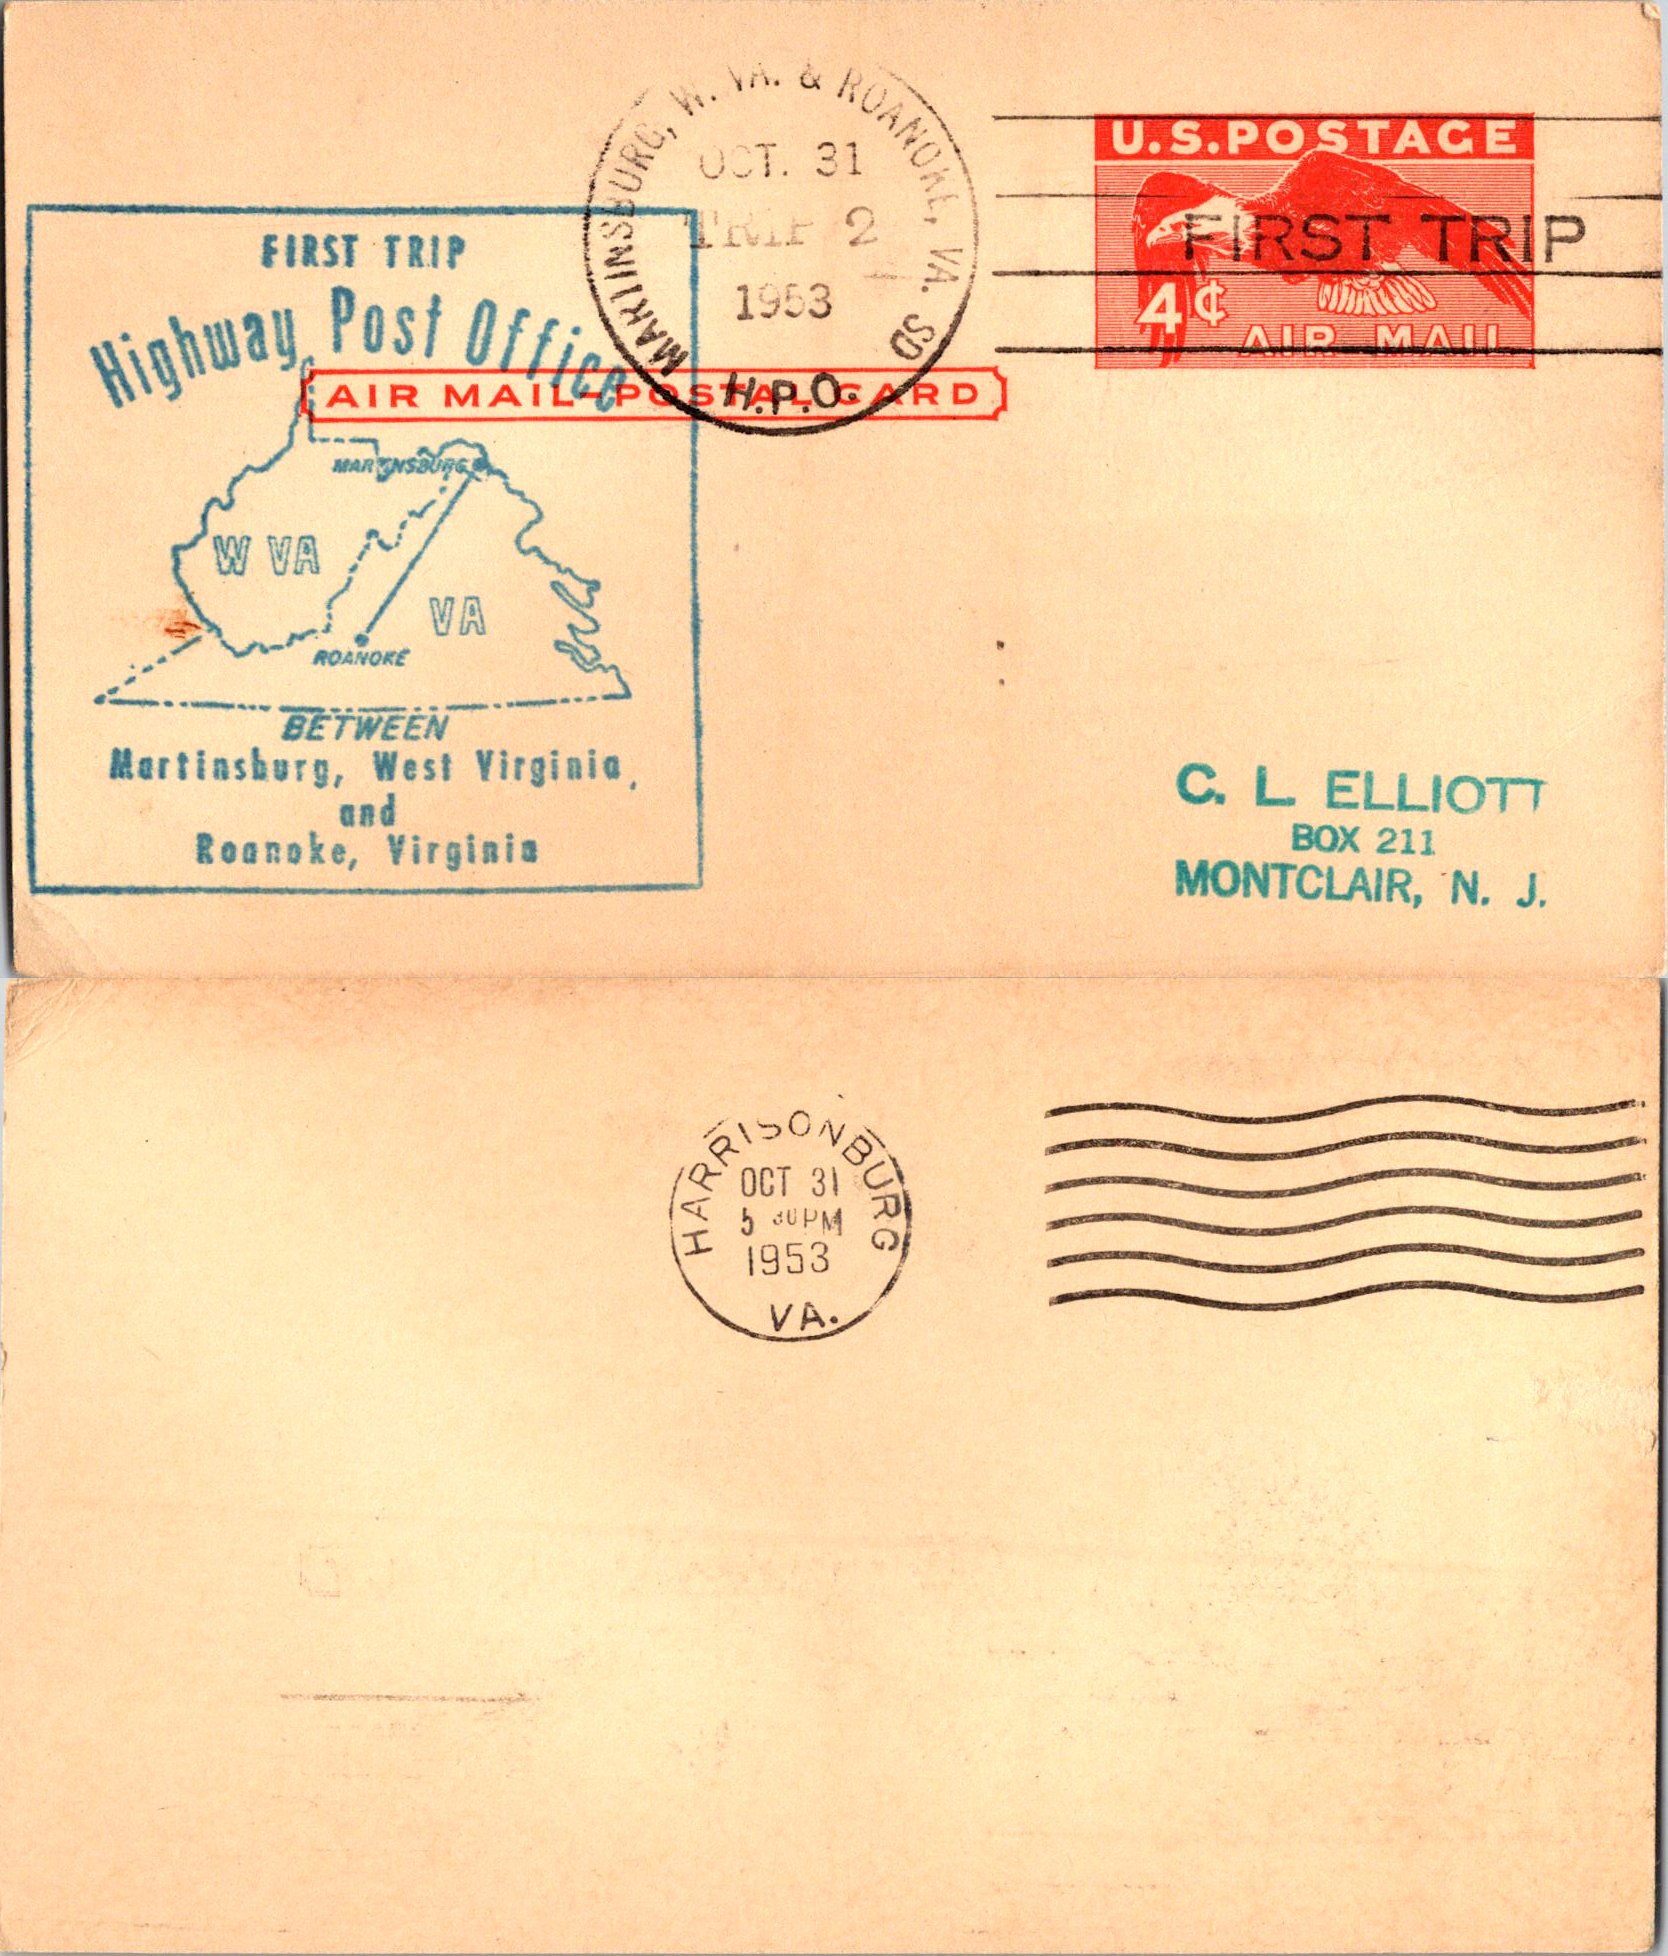 MARTINSBURG, W. VA. & ROANOKE, VA. SD
OCT. 31
TRIP 2
1953
H.P.O.
U.S.POSTAGE
FIRST TRIP
4¢
AIR MAIL
FIRST TRIP
Highway Post Office
AIR MAIL-POSTAL CARD
MARTINSBURG
W VA
VA
ROANOKE
BETWEEN
Martinsburg, West Virginia,
and
Roanoke, Virginia
C. L. ELLIOTT
BOX 211
MONTCLAIR, N. J.
HARRISONBURG
OCT 31
5 30 PM
1953
VA.